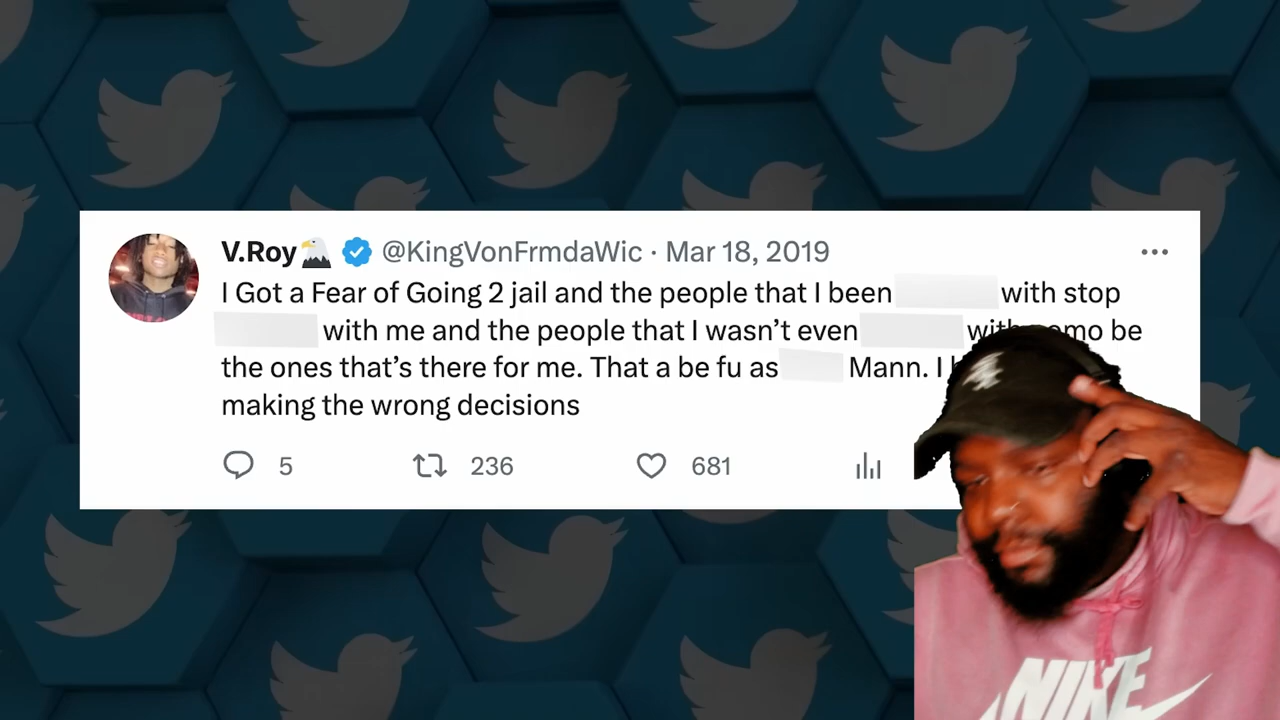 V.Roy🦅 @KingVonFrmdaWic · Mar 18, 2019
I Got a Fear of Going 2 jail and the people that I been with stop
with me and the people that I wasn’t even be
the ones that’s there for me. That a be fu as Mann. I
making the wrong decisions
5 236 681
NIKE